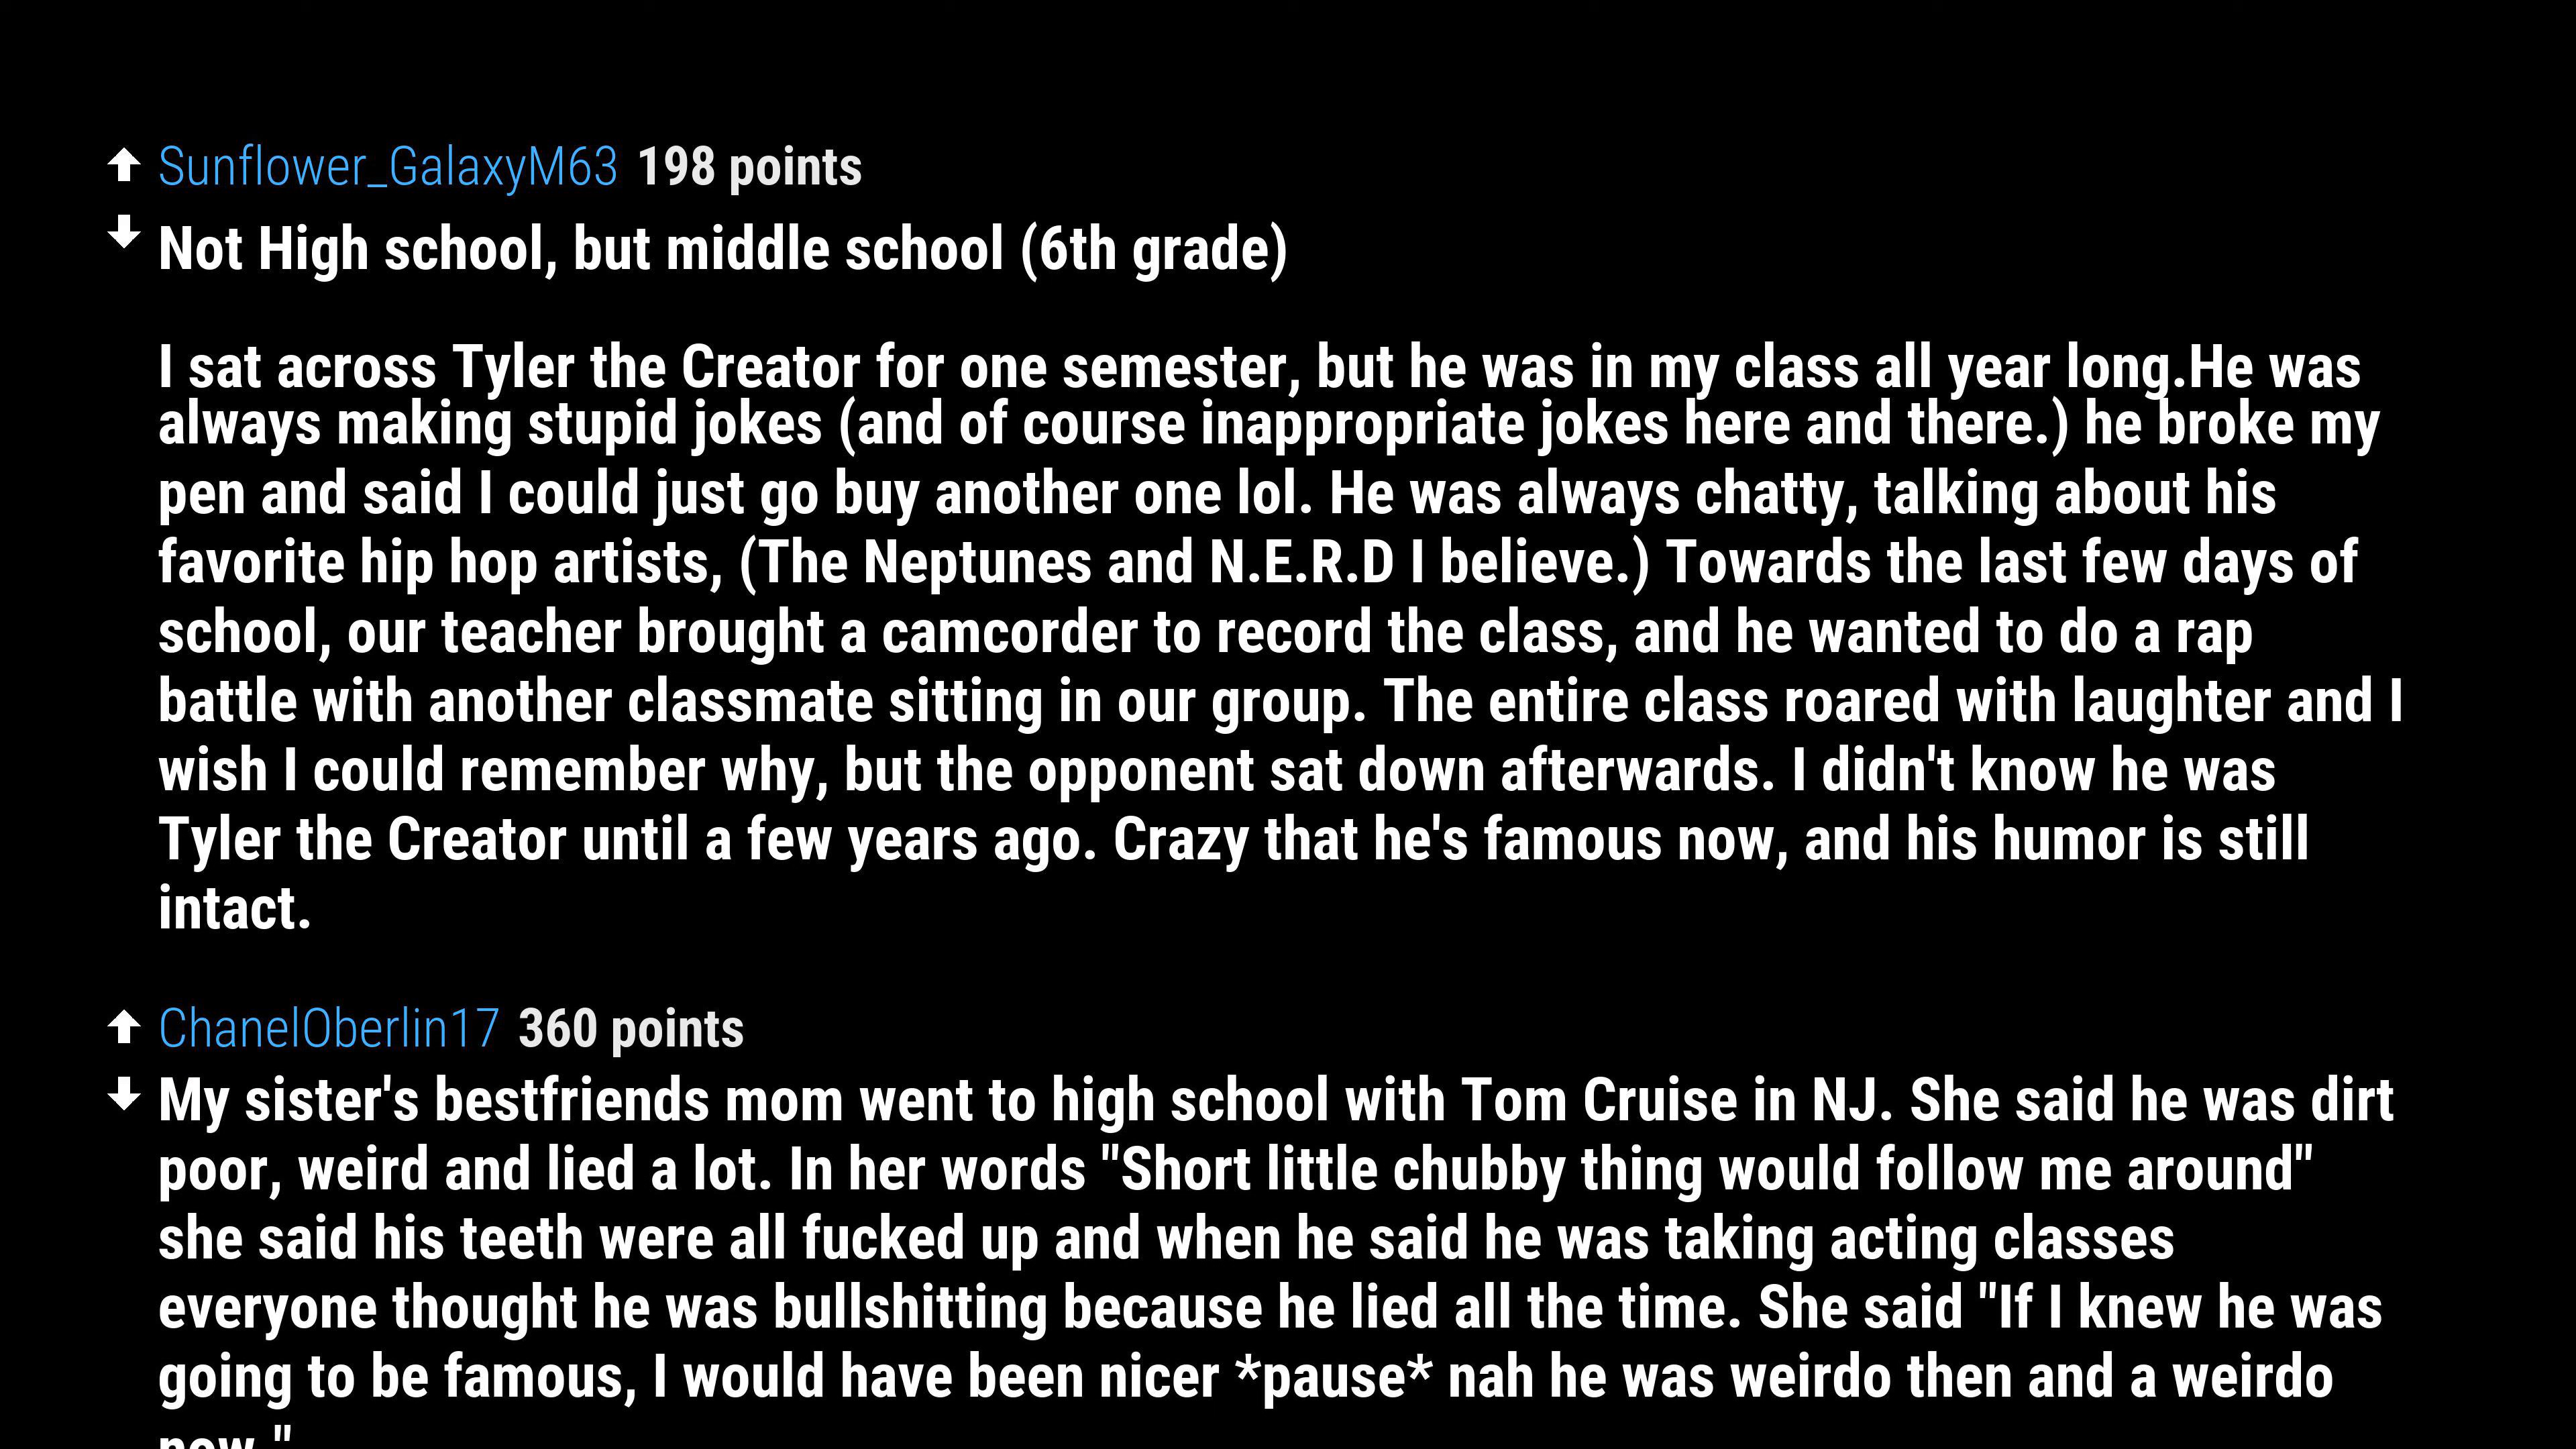 Sunflower_GalaxyM63 198 points
Not High school, but middle school (6th grade)
I sat across Tyler the Creator for one semester, but he was in my class all year long.He was
always making stupid jokes (and of course inappropriate jokes here and there.) he broke my
pen and said I could just go buy another one lol. He was always chatty, talking about his
favorite hip hop artists, (The Neptunes and N.E.R.D I believe.) Towards the last few days of
school, our teacher brought a camcorder to record the class, and he wanted to do a rap
battle with another classmate sitting in our group. The entire class roared with laughter and I
wish I could remember why, but the opponent sat down afterwards. I didn't know he was
Tyler the Creator until a few years ago. Crazy that he's famous now, and his humor is still
intact.
ChanelOberlin17 360 points
My sister's bestfriends mom went to high school with Tom Cruise in NJ. She said he was dirt
poor, weird and lied a lot. In her words "Short little chubby thing would follow me around"
she said his teeth were all fucked up and when he said he was taking acting classes
everyone thought he was bullshitting because he lied all the time. She said "If I knew he was
going to be famous, I would have been nicer *pause* nah he was weirdo then and a weirdo
now."